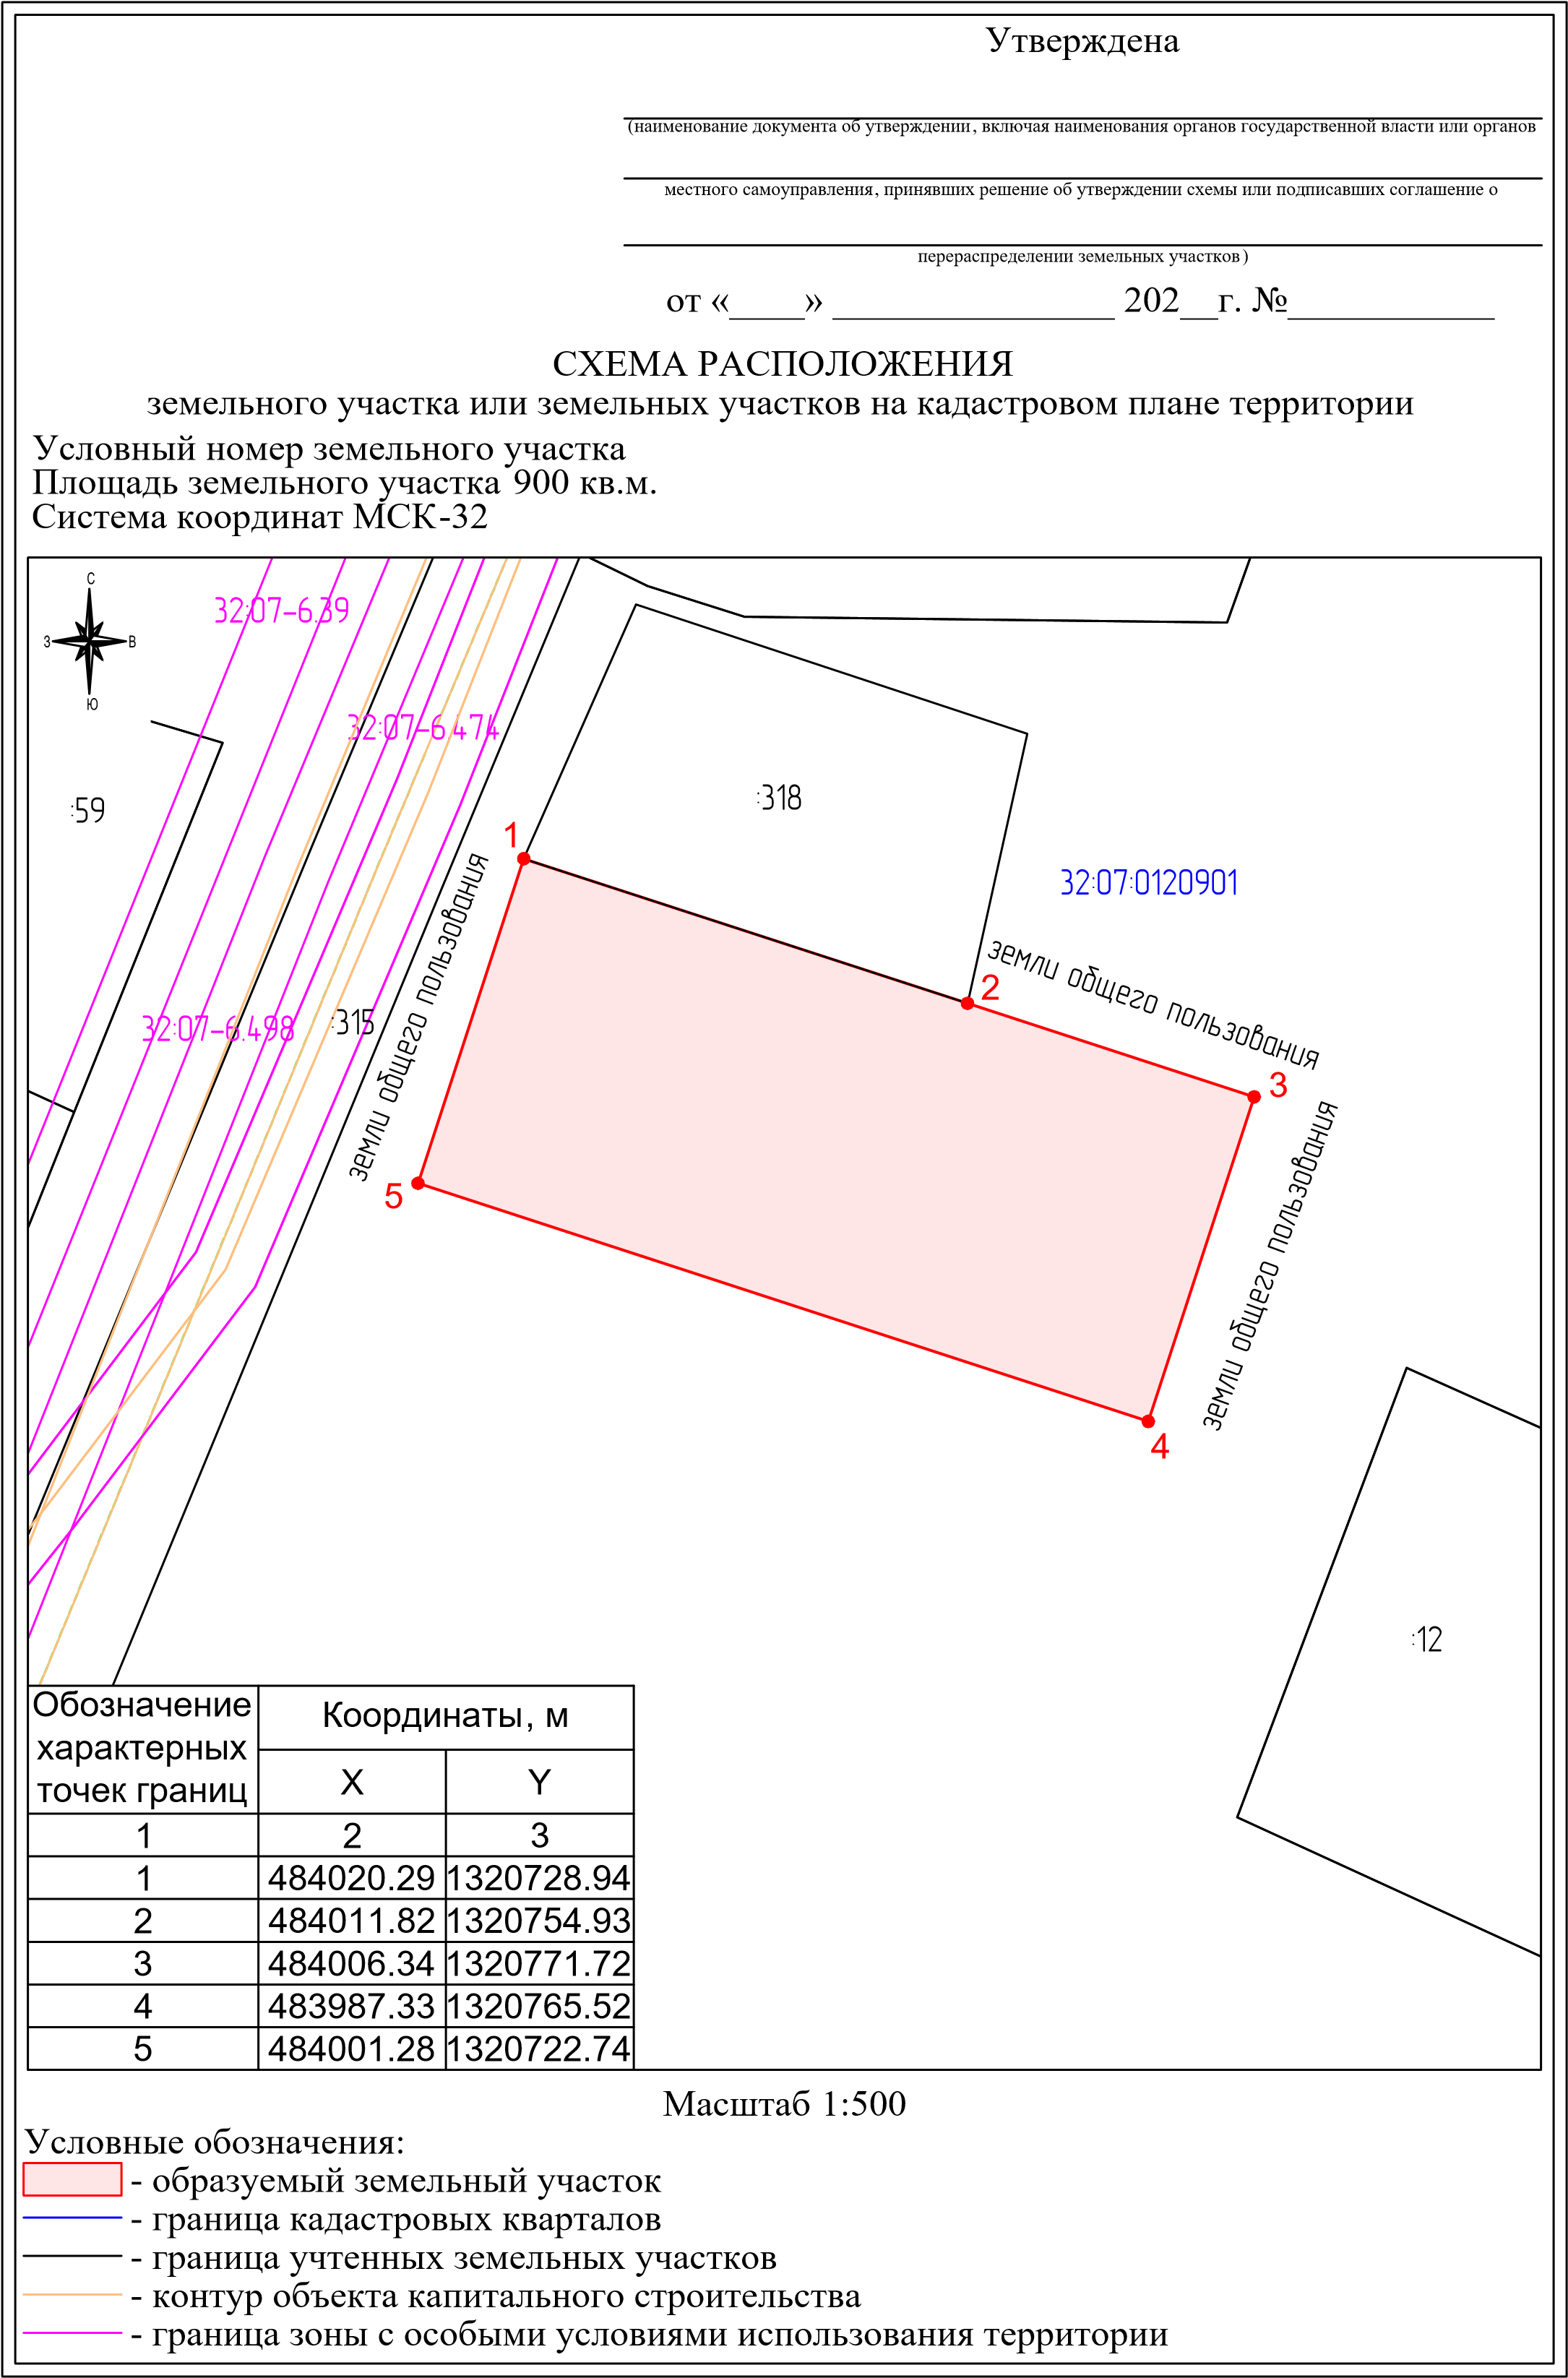 Утверждена
(наименование документа об утверждении, включая наименования органов государственной власти или органов
местного самоуправления, принявших решение об утверждении схемы или подписавших соглашение о
перераспределении земельных участков)
от «____» _______________ 202__г. №___________
СХЕМА РАСПОЛОЖЕНИЯ
земельного участка или земельных участков на кадастровом плане территории
Условный номер земельного участка
Площадь земельного участка 900 кв.м.
Система координат МСК-32
С
З
В
Ю
32:07-6.39
32:07-6.474
:59
:318
1
32:07:0120901
земли общего пользования
2
земли общего пользования
32:07-6.498
:315
3
5
земли общего пользования
4
:12
Обозначение характерных точек границ
Координаты, м
X Y
1 2 3
1 484020.29 1320728.94
2 484011.82 1320754.93
3 484006.34 1320771.72
4 483987.33 1320765.52
5 484001.28 1320722.74
Масштаб 1:500
Условные обозначения:
- образуемый земельный участок
- граница кадастровых кварталов
- граница учтенных земельных участков
- контур объекта капитального строительства
- граница зоны с особыми условиями использования территории